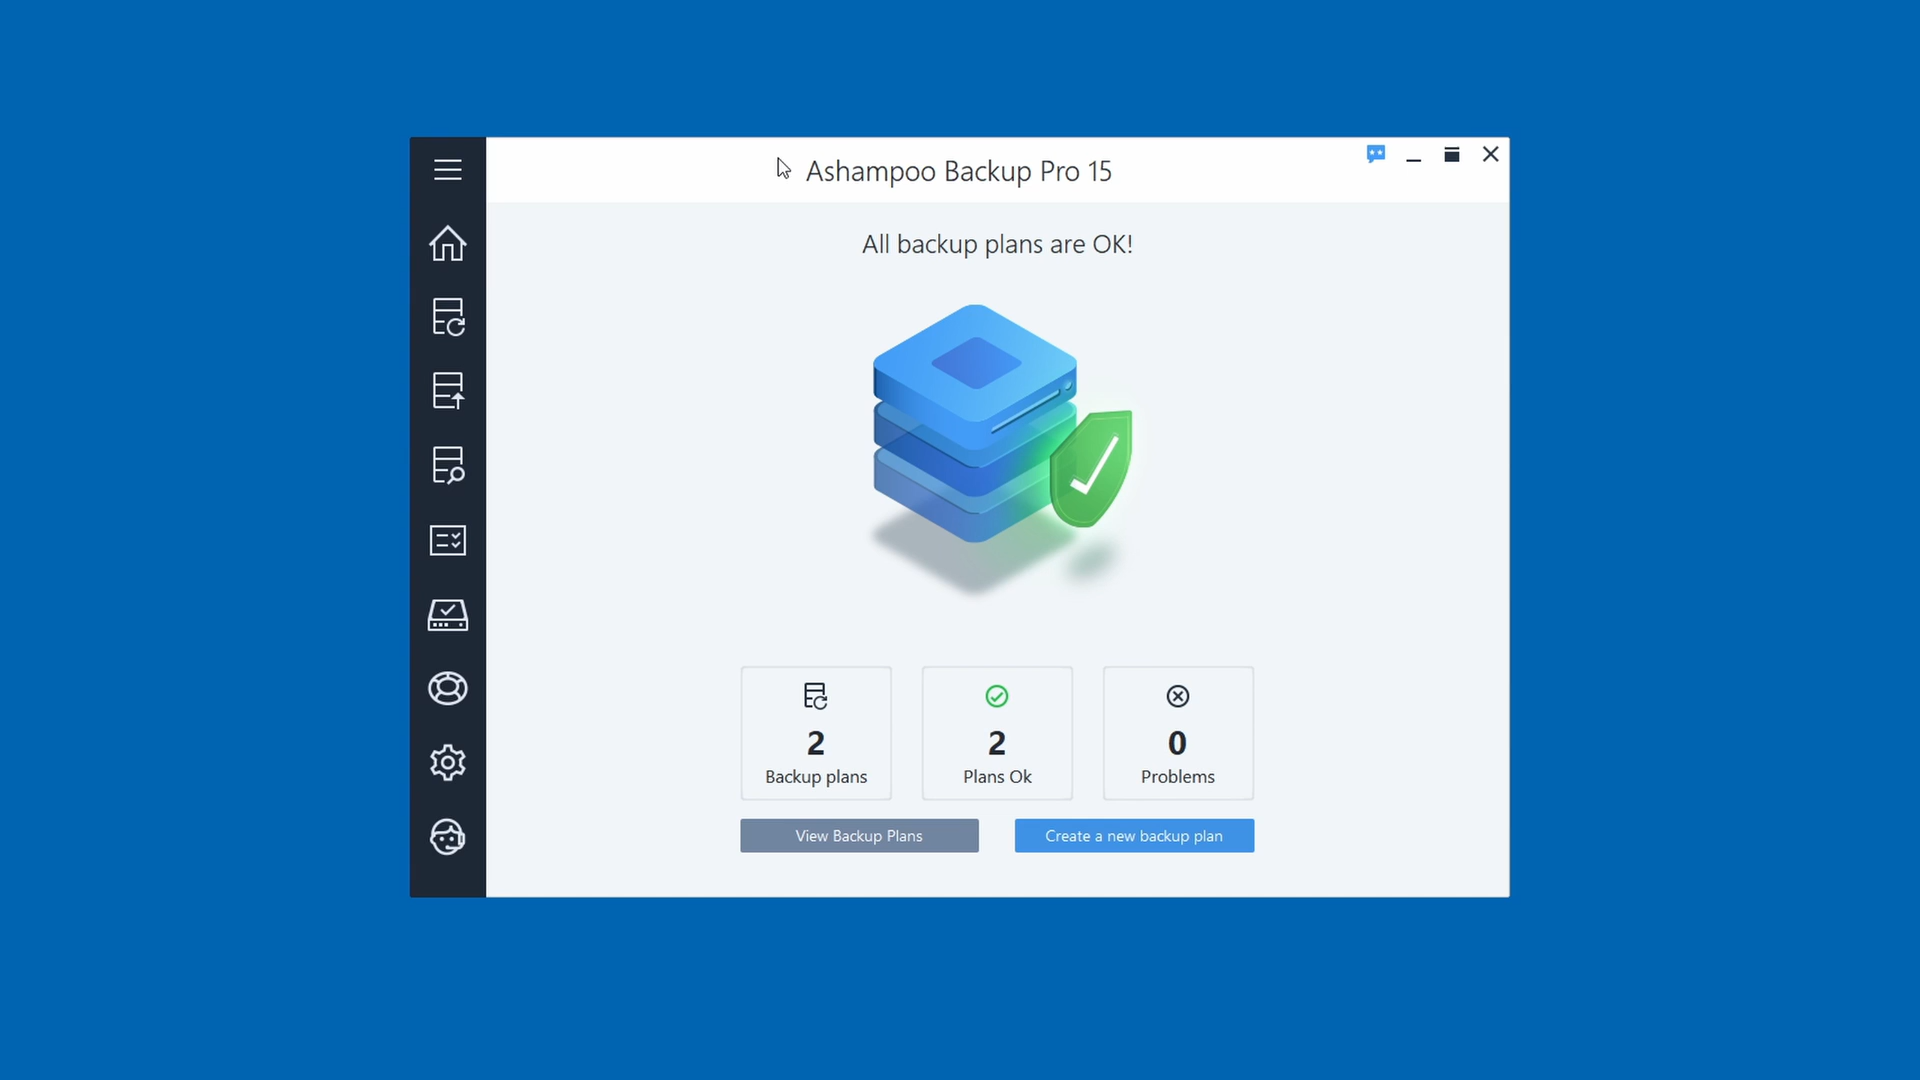 Ashampoo Backup Pro 15
All backup plans are OK!
2
Backup plans
2
Plans Ok
0
Problems
View Backup Plans
Create a new backup plan